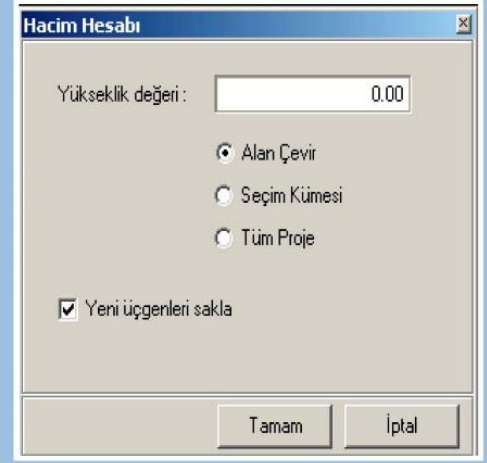 Hacim Hesabı
Yükseklik değeri : 0.00
Alan Çevir
Seçim Kümesi
Tüm Proje
Yeni üçgenleri sakla
Tamam İptal